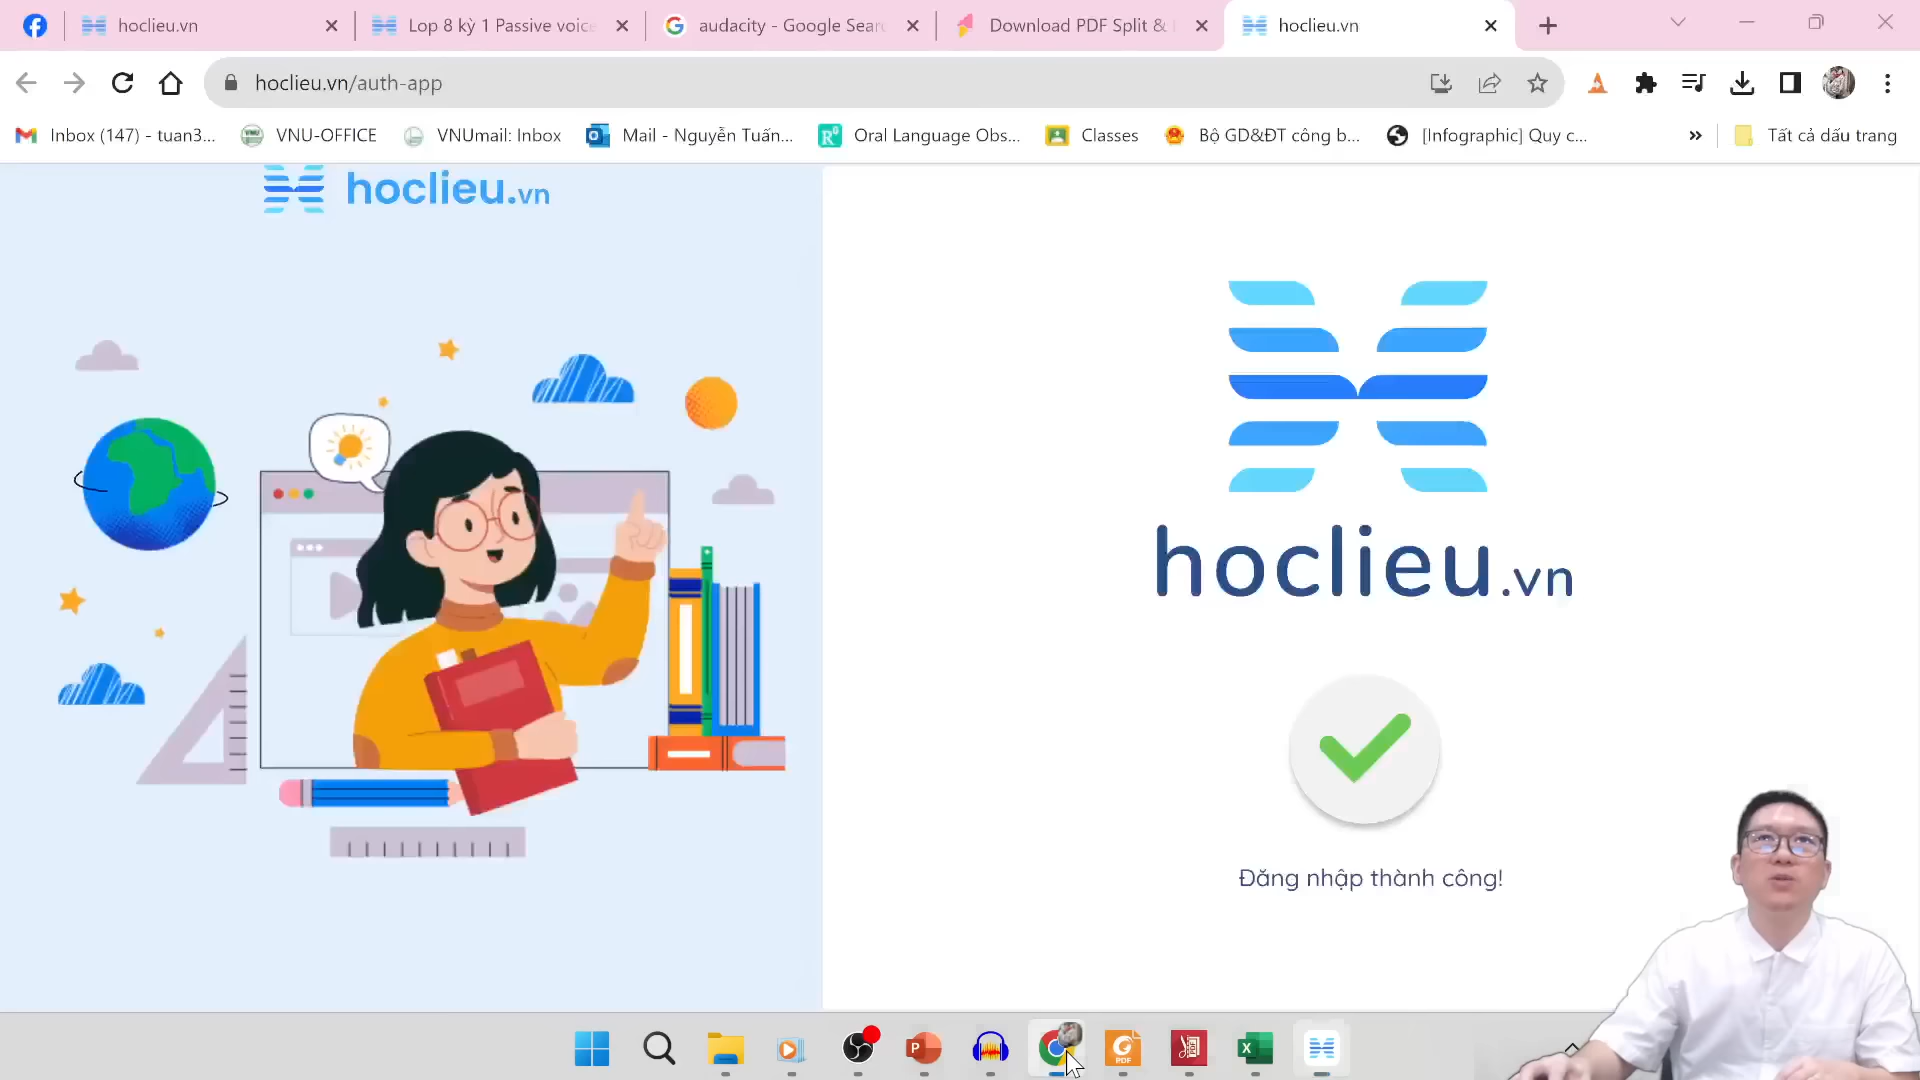 hoclieu.vn
Lop 8 kỳ 1 Passive voice
audacity - Google Sear
Download PDF Split &
hoclieu.vn
hoclieu.vn/auth-app
Inbox (147) - tuan3...
VNU-OFFICE
VNUmail: Inbox
Mail - Nguyễn Tuấn...
Oral Language Obs...
Classes
Bộ GD&ĐT công b...
[Infographic] Quy c...
»
Tất cả dấu trang
hoclieu.vn
hoclieu.vn
Đăng nhập thành công!